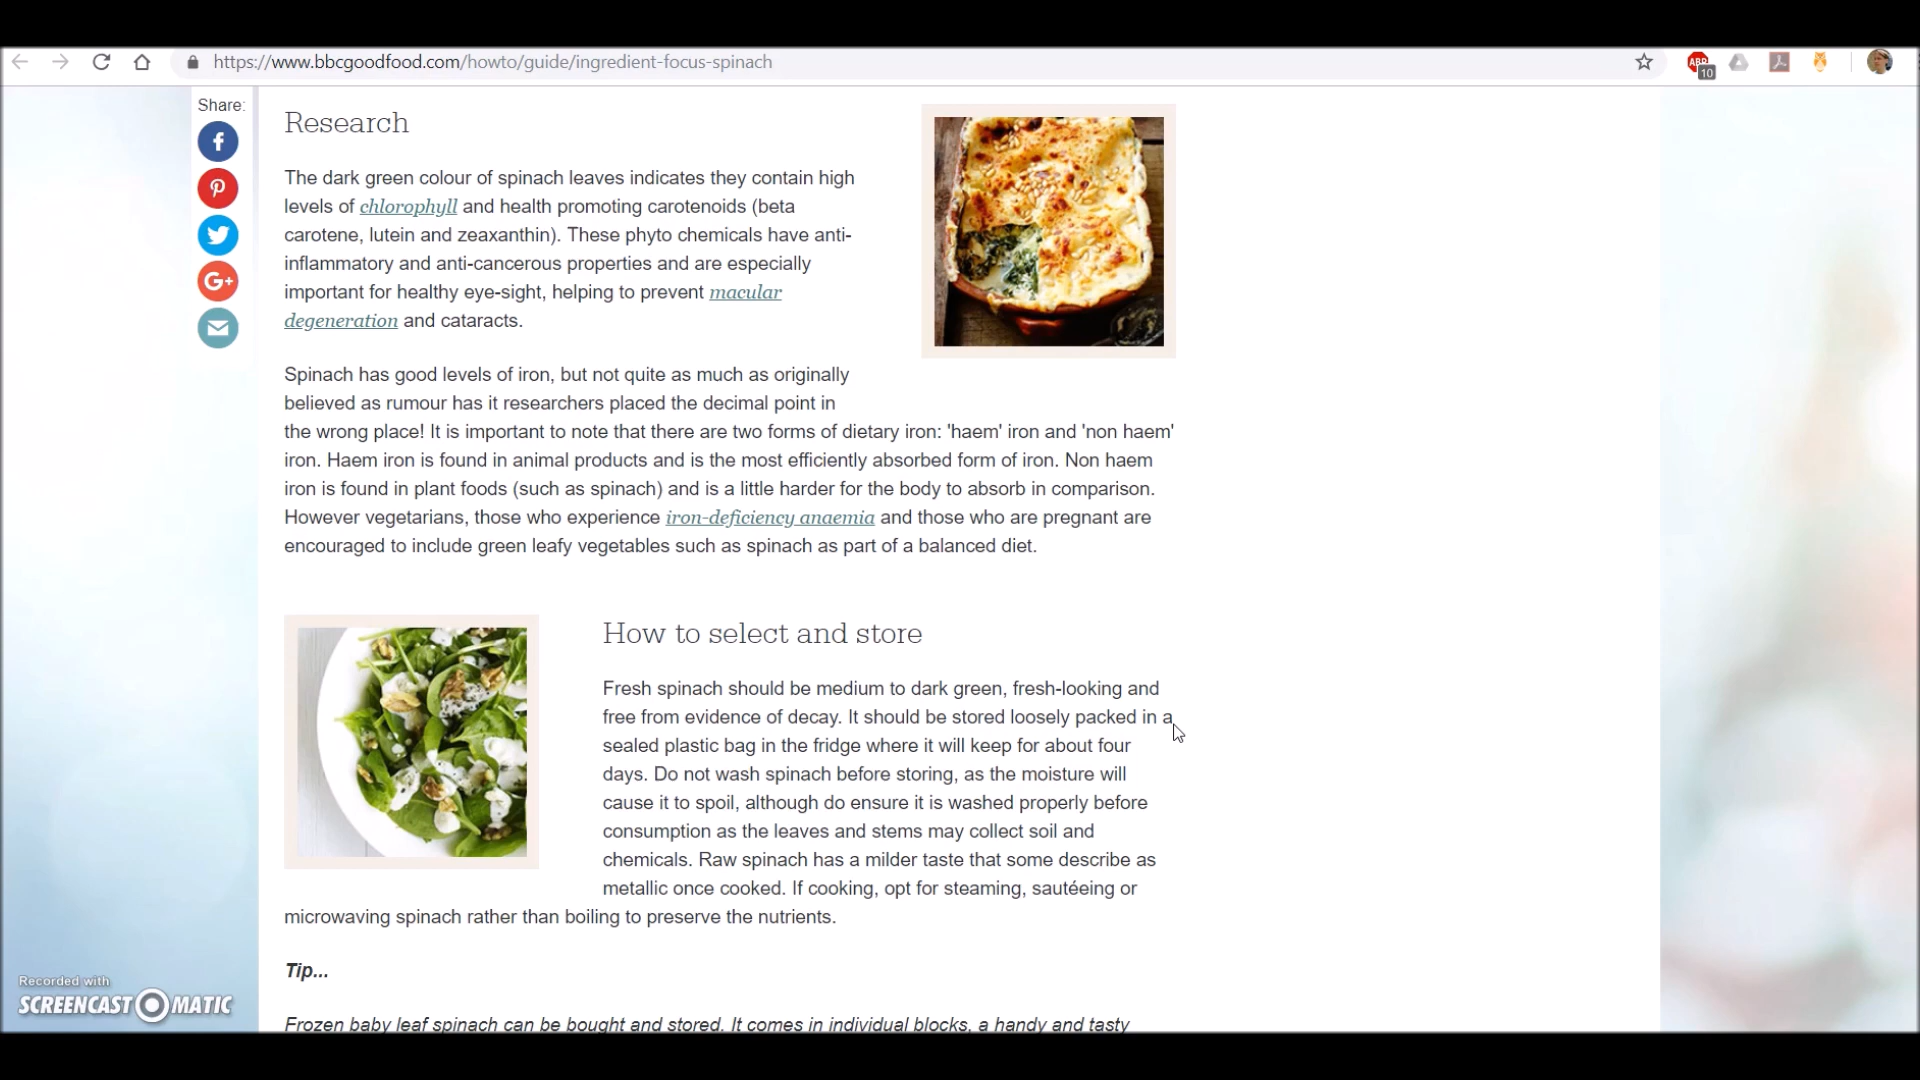 https://www.bbcgoodfood.com/howto/guide/ingredient-focus-spinach
ABP
10
Share:
Research
The dark green colour of spinach leaves indicates they contain high
levels of chlorophyll and health promoting carotenoids (beta
carotene, lutein and zeaxanthin). These phyto chemicals have anti-
inflammatory and anti-cancerous properties and are especially
important for healthy eye-sight, helping to prevent macular
degeneration and cataracts.
Spinach has good levels of iron, but not quite as much as originally
believed as rumour has it researchers placed the decimal point in
the wrong place! It is important to note that there are two forms of dietary iron: 'haem' iron and 'non haem'
iron. Haem iron is found in animal products and is the most efficiently absorbed form of iron. Non haem
iron is found in plant foods (such as spinach) and is a little harder for the body to absorb in comparison.
However vegetarians, those who experience iron-deficiency anaemia and those who are pregnant are
encouraged to include green leafy vegetables such as spinach as part of a balanced diet.
How to select and store
Fresh spinach should be medium to dark green, fresh-looking and
free from evidence of decay. It should be stored loosely packed in a
sealed plastic bag in the fridge where it will keep for about four
days. Do not wash spinach before storing, as the moisture will
cause it to spoil, although do ensure it is washed properly before
consumption as the leaves and stems may collect soil and
chemicals. Raw spinach has a milder taste that some describe as
metallic once cooked. If cooking, opt for steaming, sautéeing or
microwaving spinach rather than boiling to preserve the nutrients.
Tip...
Frozen baby leaf spinach can be bought and stored. It comes in individual blocks, a handy and tasty
Recorded with
SCREENCAST MATIC